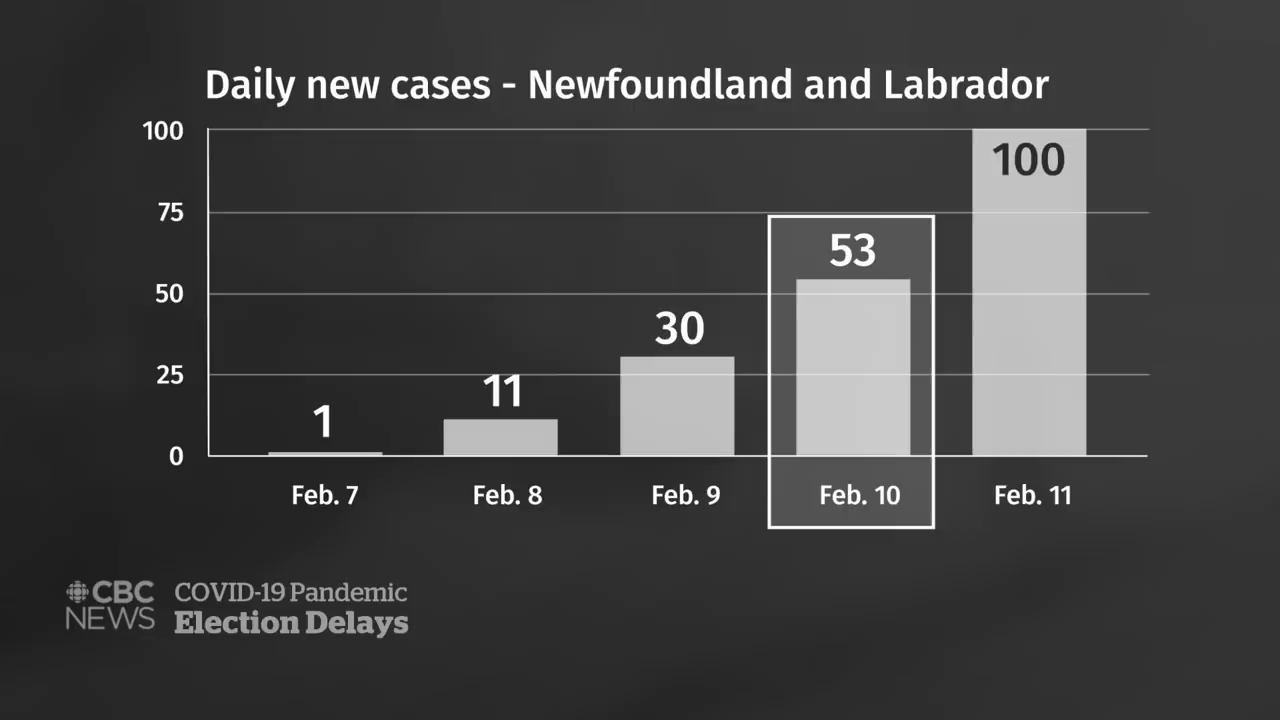 Daily new cases - Newfoundland and Labrador
100
75
50
25
0
1
11
30
53
100
Feb. 7
Feb. 8
Feb. 9
Feb. 10
Feb. 11
CBC
NEWS
COVID-19 Pandemic
Election Delays